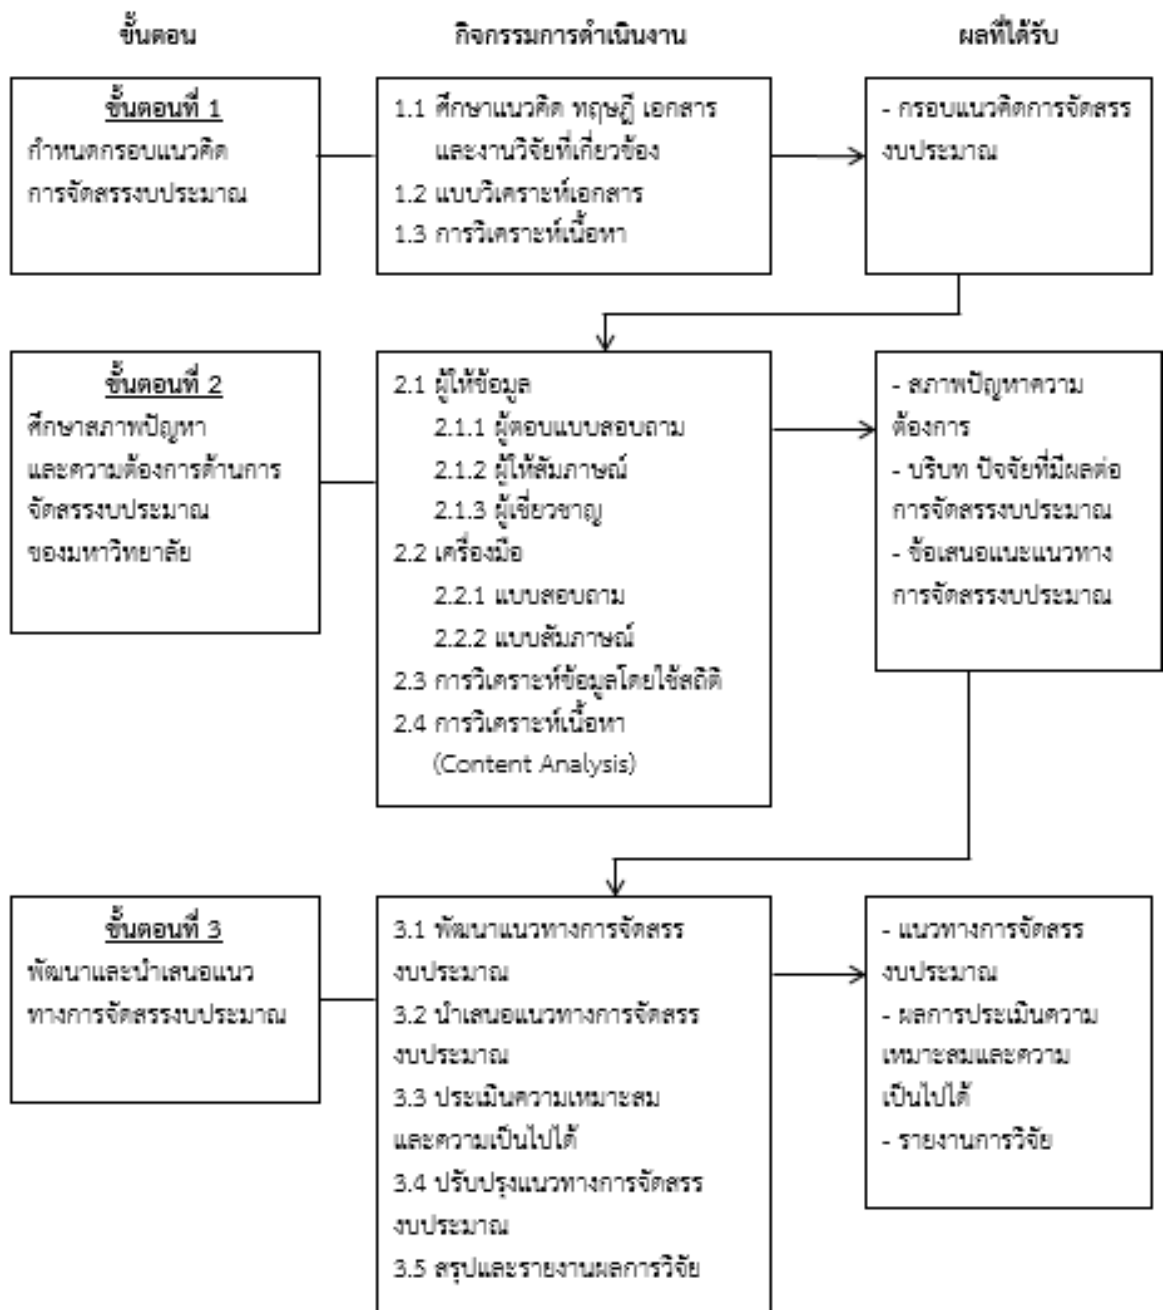 ขั้นตอน
กิจกรรมการดำเนินงาน
ผลที่ได้รับ
ขั้นตอนที่ 1
กำหนดกรอบแนวคิด
การจัดสรรงบประมาณ
1.1 ศึกษาแนวคิด ทฤษฎี เอกสาร
และงานวิจัยที่เกี่ยวข้อง
1.2 แบบวิเคราะห์เอกสาร
1.3 การวิเคราะห์เนื้อหา
- กรอบแนวคิดการจัดสรร
งบประมาณ
ขั้นตอนที่ 2
ศึกษาสภาพปัญหา
และความต้องการด้านการ
จัดสรรงบประมาณ
ของมหาวิทยาลัย
2.1 ผู้ให้ข้อมูล
2.1.1 ผู้ตอบแบบสอบถาม
2.1.2 ผู้ให้สัมภาษณ์
2.1.3 ผู้เชี่ยวชาญ
2.2 เครื่องมือ
2.2.1 แบบสอบถาม
2.2.2 แบบสัมภาษณ์
2.3 การวิเคราะห์ข้อมูลโดยใช้สถิติ
2.4 การวิเคราะห์เนื้อหา
(Content Analysis)
- สภาพปัญหาความ
ต้องการ
- บริบท ปัจจัยที่มีผลต่อ
การจัดสรรงบประมาณ
- ข้อเสนอแนะแนวทาง
การจัดสรรงบประมาณ
ขั้นตอนที่ 3
พัฒนาและนำเสนอแนว
ทางการจัดสรรงบประมาณ
3.1 พัฒนาแนวทางการจัดสรร
งบประมาณ
3.2 นำเสนอแนวทางการจัดสรร
งบประมาณ
3.3 ประเมินความเหมาะสม
และความเป็นไปได้
3.4 ปรับปรุงแนวทางการจัดสรร
งบประมาณ
3.5 สรุปและรายงานผลการวิจัย
- แนวทางการจัดสรร
งบประมาณ
- ผลการประเมินความ
เหมาะสมและความ
เป็นไปได้
- รายงานการวิจัย